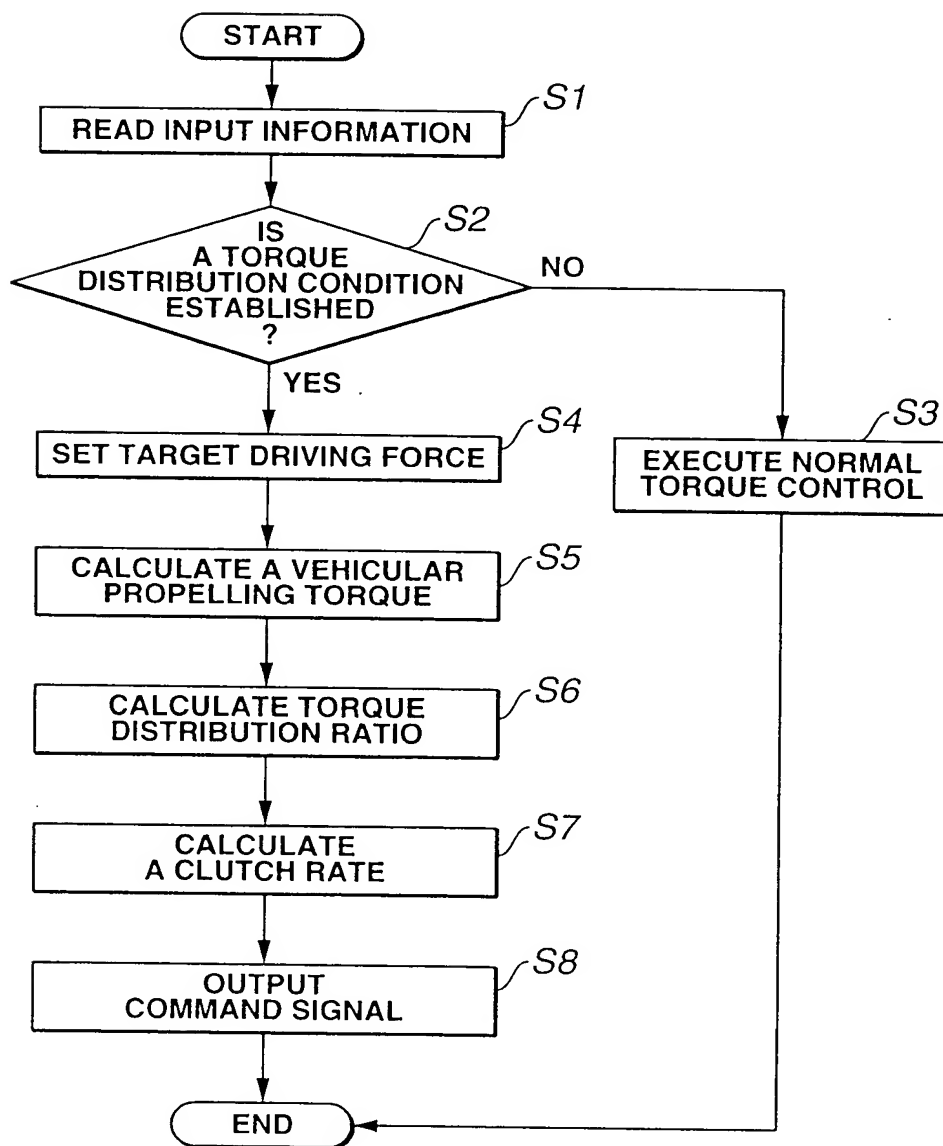 START
S1
READ INPUT INFORMATION
S2
IS
A TORQUE
DISTRIBUTION CONDITION
ESTABLISHED
?
NO
YES
S4
SET TARGET DRIVING FORCE
S3
EXECUTE NORMAL
TORQUE CONTROL
S5
CALCULATE A VEHICULAR
PROPELLING TORQUE
S6
CALCULATE TORQUE
DISTRIBUTION RATIO
S7
CALCULATE
A CLUTCH RATE
S8
OUTPUT
COMMAND SIGNAL
END